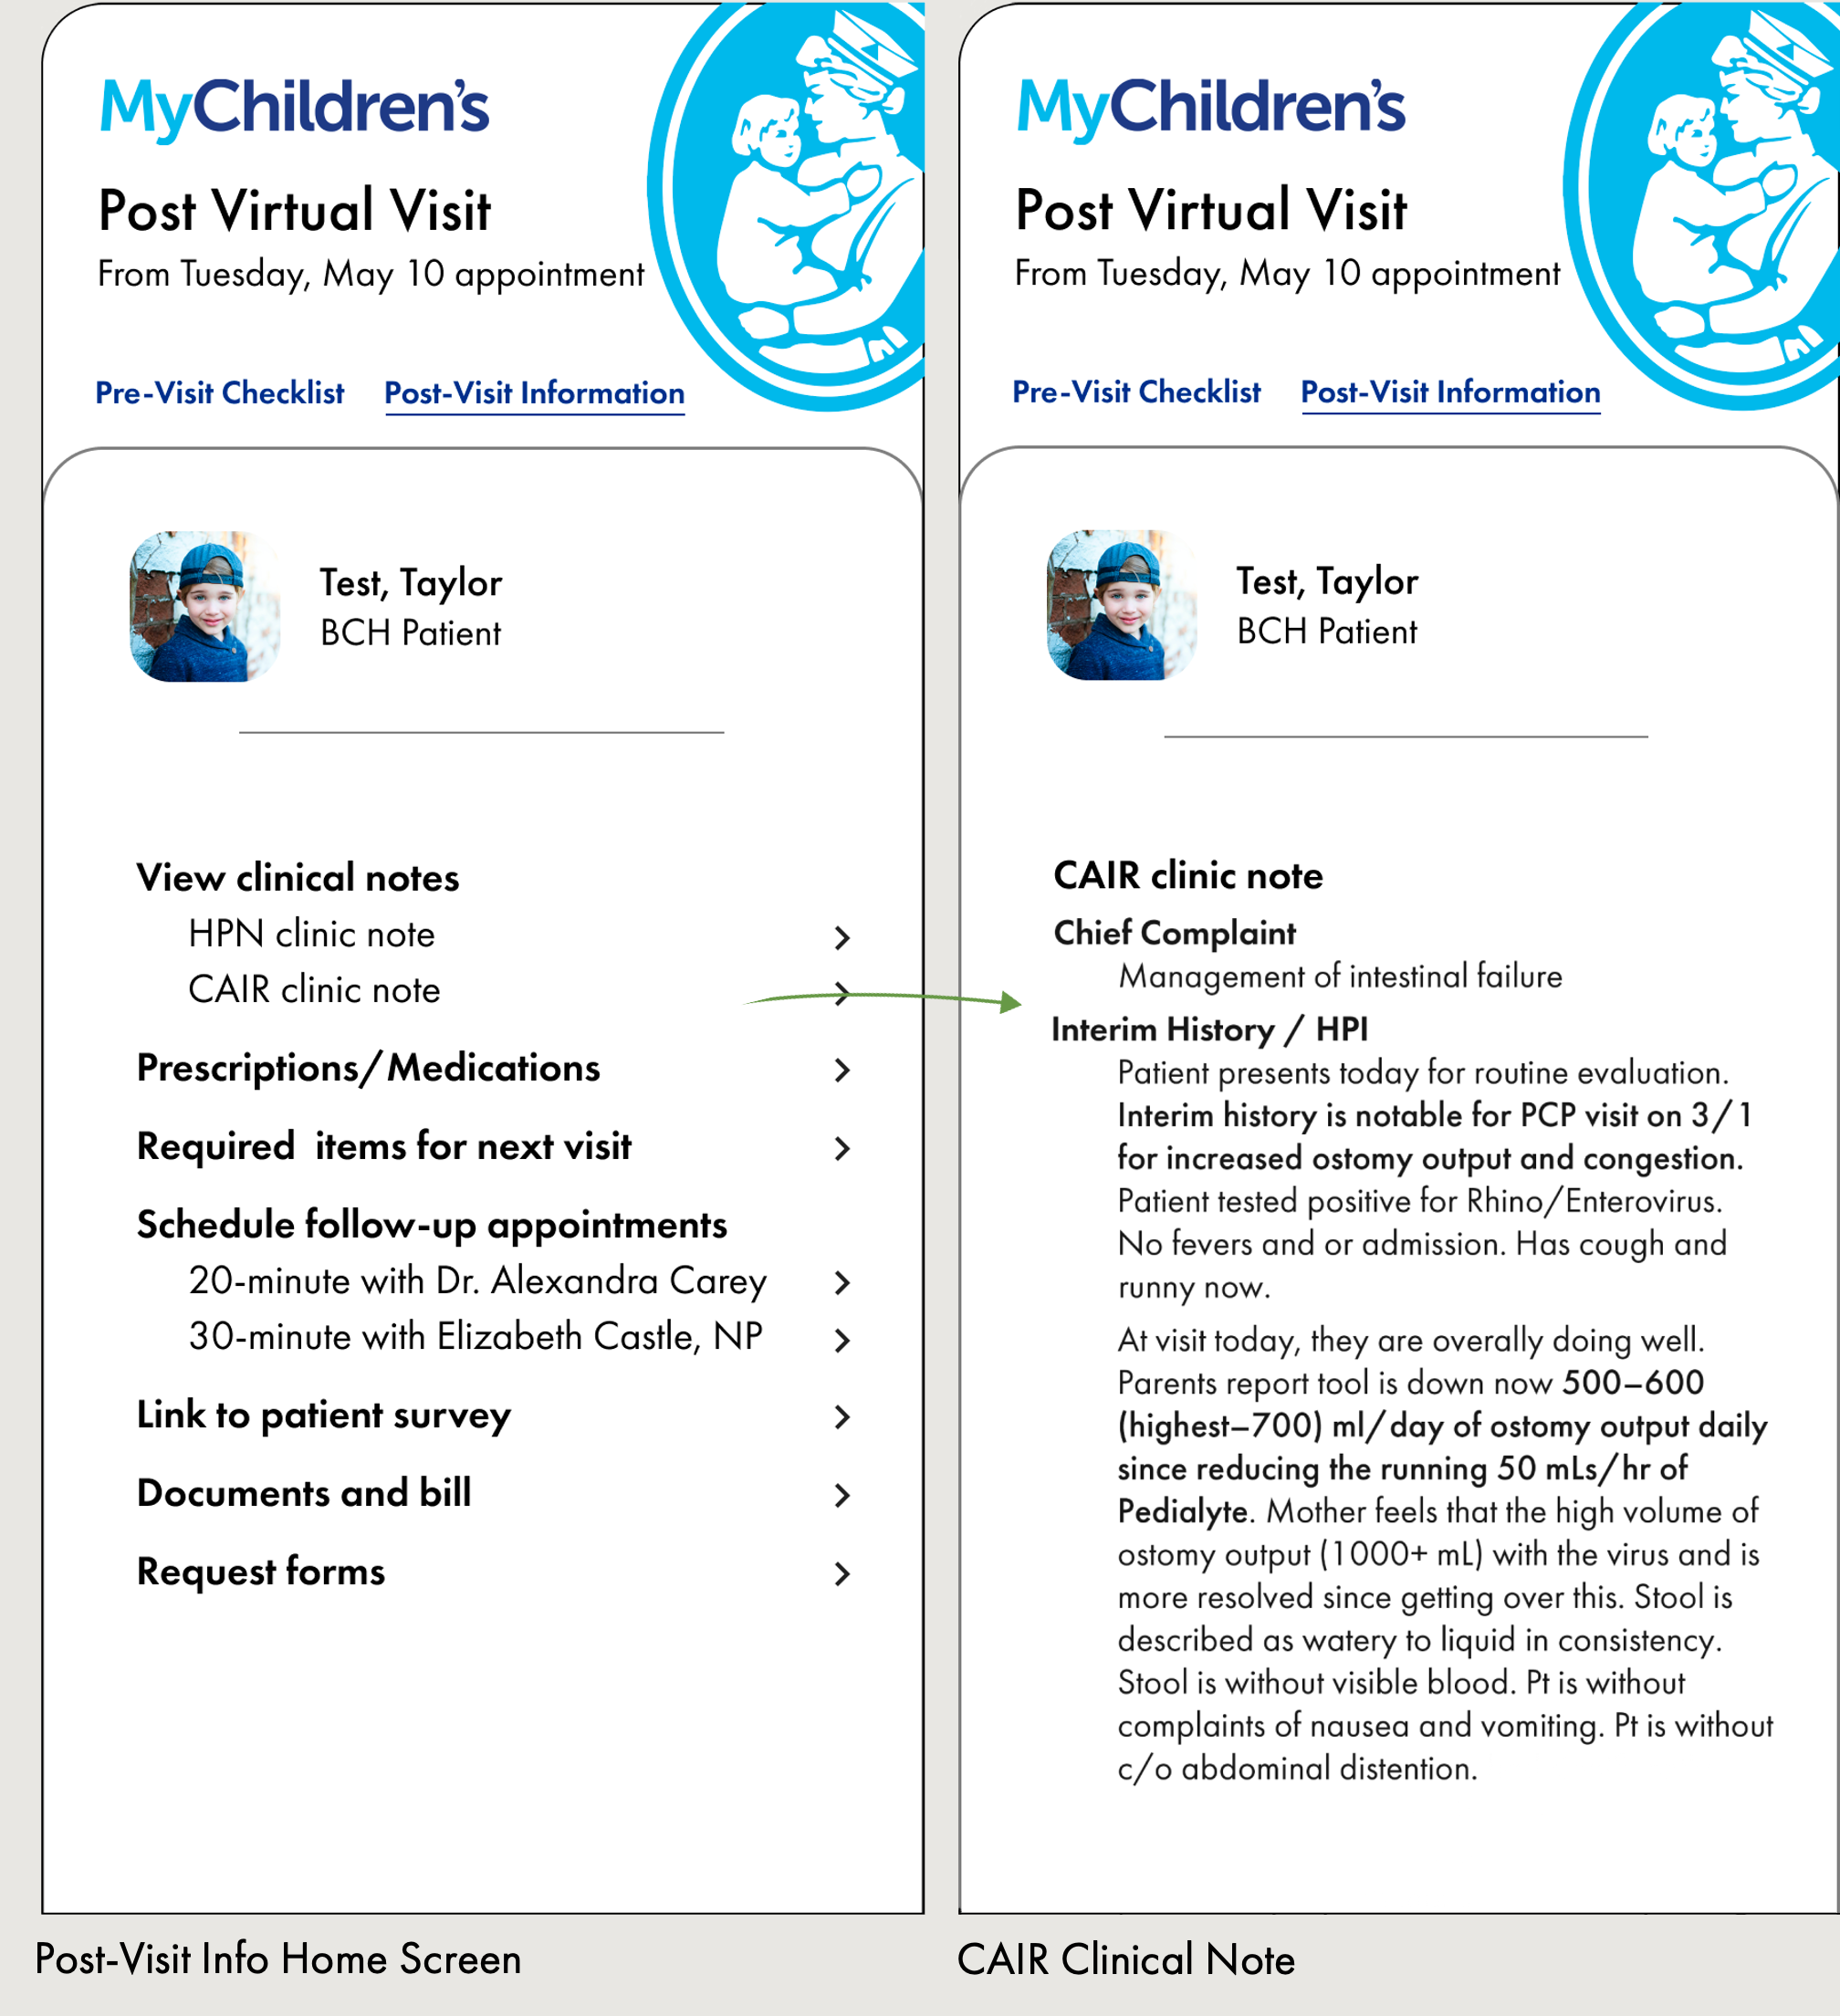 MyChildren's
Post Virtual Visit
From Tuesday, May 10 appointment
Pre-Visit Checklist Post-Visit Information
Test, Taylor
BCH Patient
View clinical notes
HPN clinic note
CAIR clinic note
Prescriptions/Medications
Required items for next visit
Schedule follow-up appointments
20-minute with Dr. Alexandra Carey
30-minute with Elizabeth Castle, NP
Link to patient survey
Documents and bill
Request forms
Post-Visit Info Home Screen
MyChildren's
Post Virtual Visit
From Tuesday, May 10 appointment
Pre-Visit Checklist Post-Visit Information
Test, Taylor
BCH Patient
CAIR clinic note
Chief Complaint
Management of intestinal failure
Interim History / HPI
Patient presents today for routine evaluation.
Interim history is notable for PCP visit on 3/1
for increased ostomy output and congestion.
Patient tested positive for Rhino/Enterovirus.
No fevers and or admission. Has cough and
runny now.
At visit today, they are overally doing well.
Parents report tool is down now 500–600
(highest–700) ml/day of ostomy output daily
since reducing the running 50 mLs/hr of
Pedialyte. Mother feels that the high volume of
ostomy output (1000+ mL) with the virus and is
more resolved since getting over this. Stool is
described as watery to liquid in consistency.
Stool is without visible blood. Pt is without
complaints of nausea and vomiting. Pt is without
c/o abdominal distention.
CAIR Clinical Note